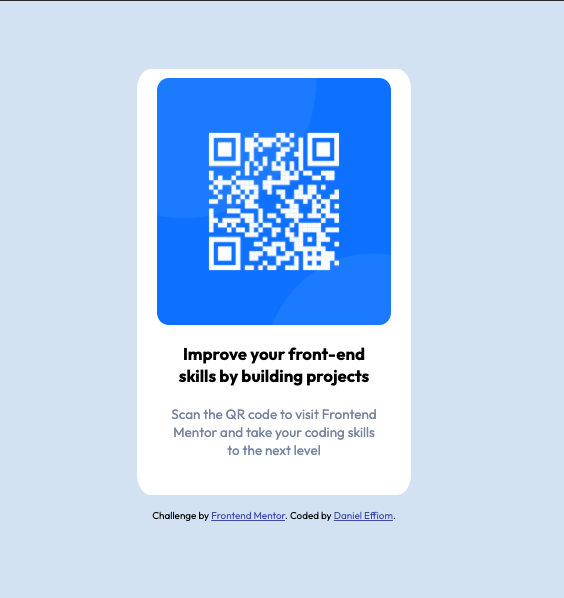 Improve your front-end
skills by building projects
Scan the QR code to visit Frontend
Mentor and take your coding skills
to the next level
Challenge by Frontend Mentor. Coded by Daniel Effiom.